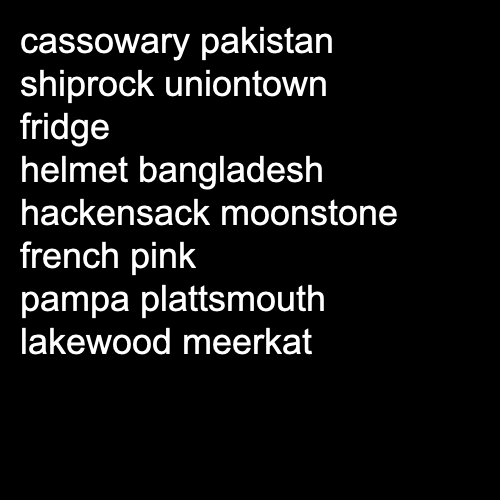 cassowary pakistan
shiprock uniontown
fridge
helmet bangladesh
hackensack moonstone
french pink
pampa plattsmouth
lakewood meerkat